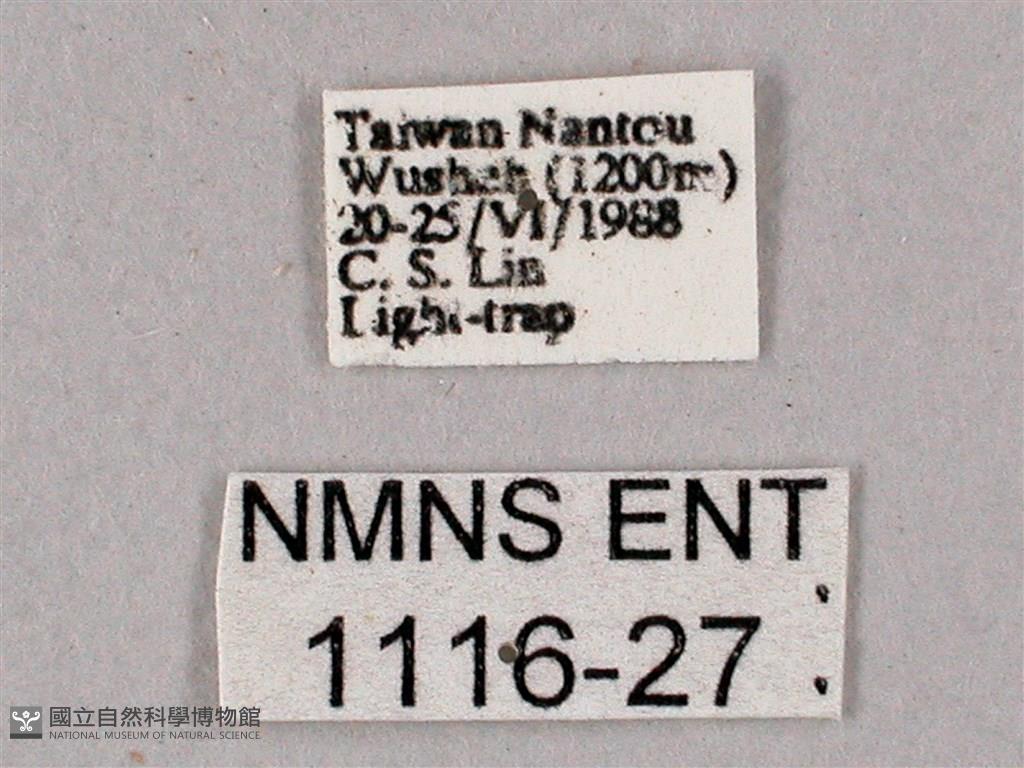 Taiwan Nantou
Wusheh (1200m)
20-25/VI/1988
C. S. Lin
Light-trap
NMNS ENT
1116-27
國立自然科學博物館
NATIONAL MUSEUM OF NATURAL SCIENCE